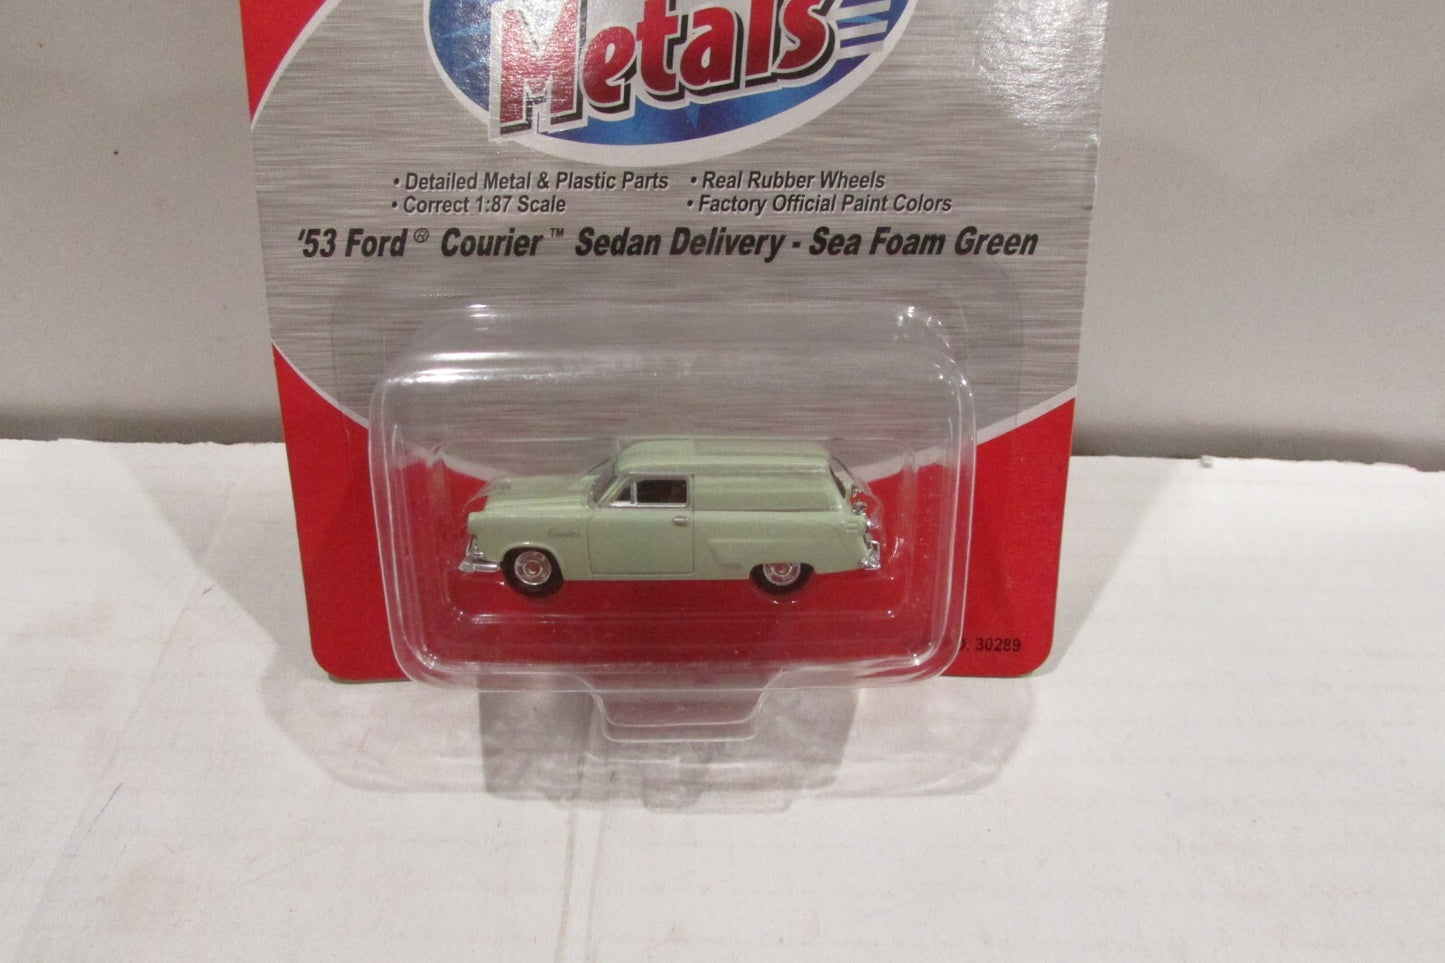 Metals
• Detailed Metal & Plastic Parts • Real Rubber Wheels
• Correct 1:87 Scale • Factory Official Paint Colors
'53 Ford® Courier™ Sedan Delivery - Sea Foam Green
Courier
30289